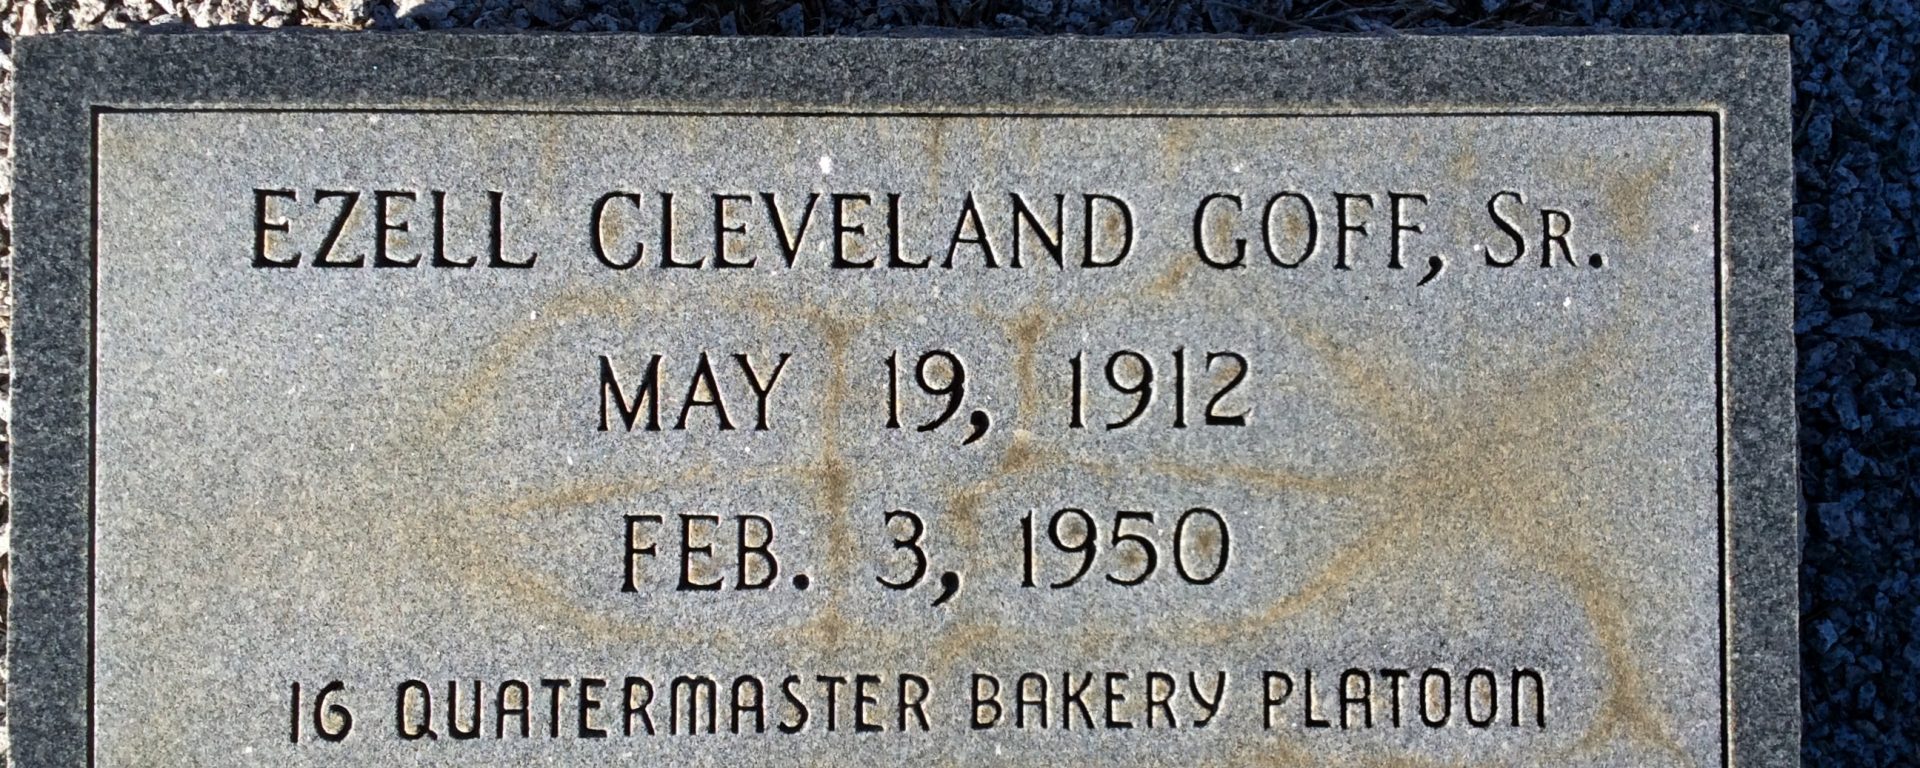 EZELL CLEVELAND GOFF, SR.
MAY 19, 1912
FEB. 3, 1950
16 QUATERMASTER BAKERY PLATOON